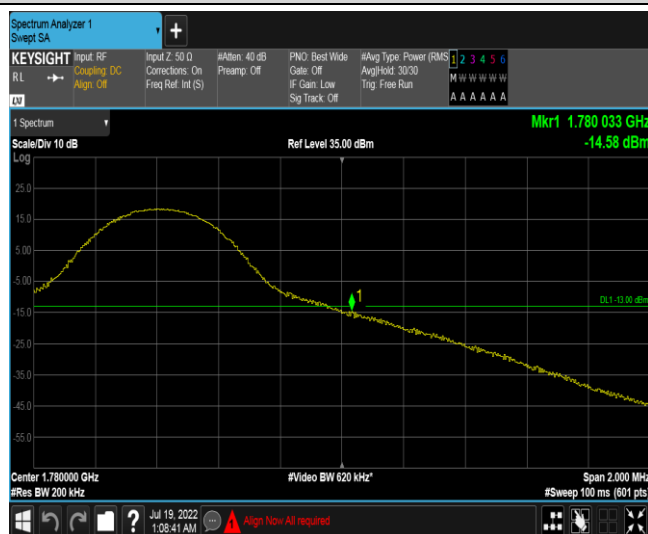 Spectrum Analyzer 1
Swept SA
KEYSIGHT
RL
LXI
Input: RF
Coupling: DC
Align: Off
Input Z: 50 Ω
Corrections: On
Freq Ref: Int (S)
#Atten: 40 dB
Preamp: Off
PNO: Best Wide
Gate: Off
IF Gain: Low
Sig Track: Off
#Avg Type: Power (RMS
Avg|Hold: 30/30
Trig: Free Run
1 2 3 4 5 6
M W W W W W
A A A A A A
1 Spectrum
Scale/Div 10 dB
Ref Level 35.00 dBm
Mkr1 1.780 033 GHz
-14.58 dBm
Log
25.0
15.0
5.00
-5.00
-15.0
-25.0
-35.0
-45.0
-55.0
1
DL1 -13.00 dBm
Center 1.780000 GHz
#Res BW 200 kHz
#Video BW 620 kHz*
Span 2.000 MHz
#Sweep 100 ms (601 pts)
Jul 19, 2022
1:08:41 AM
Align Now All required